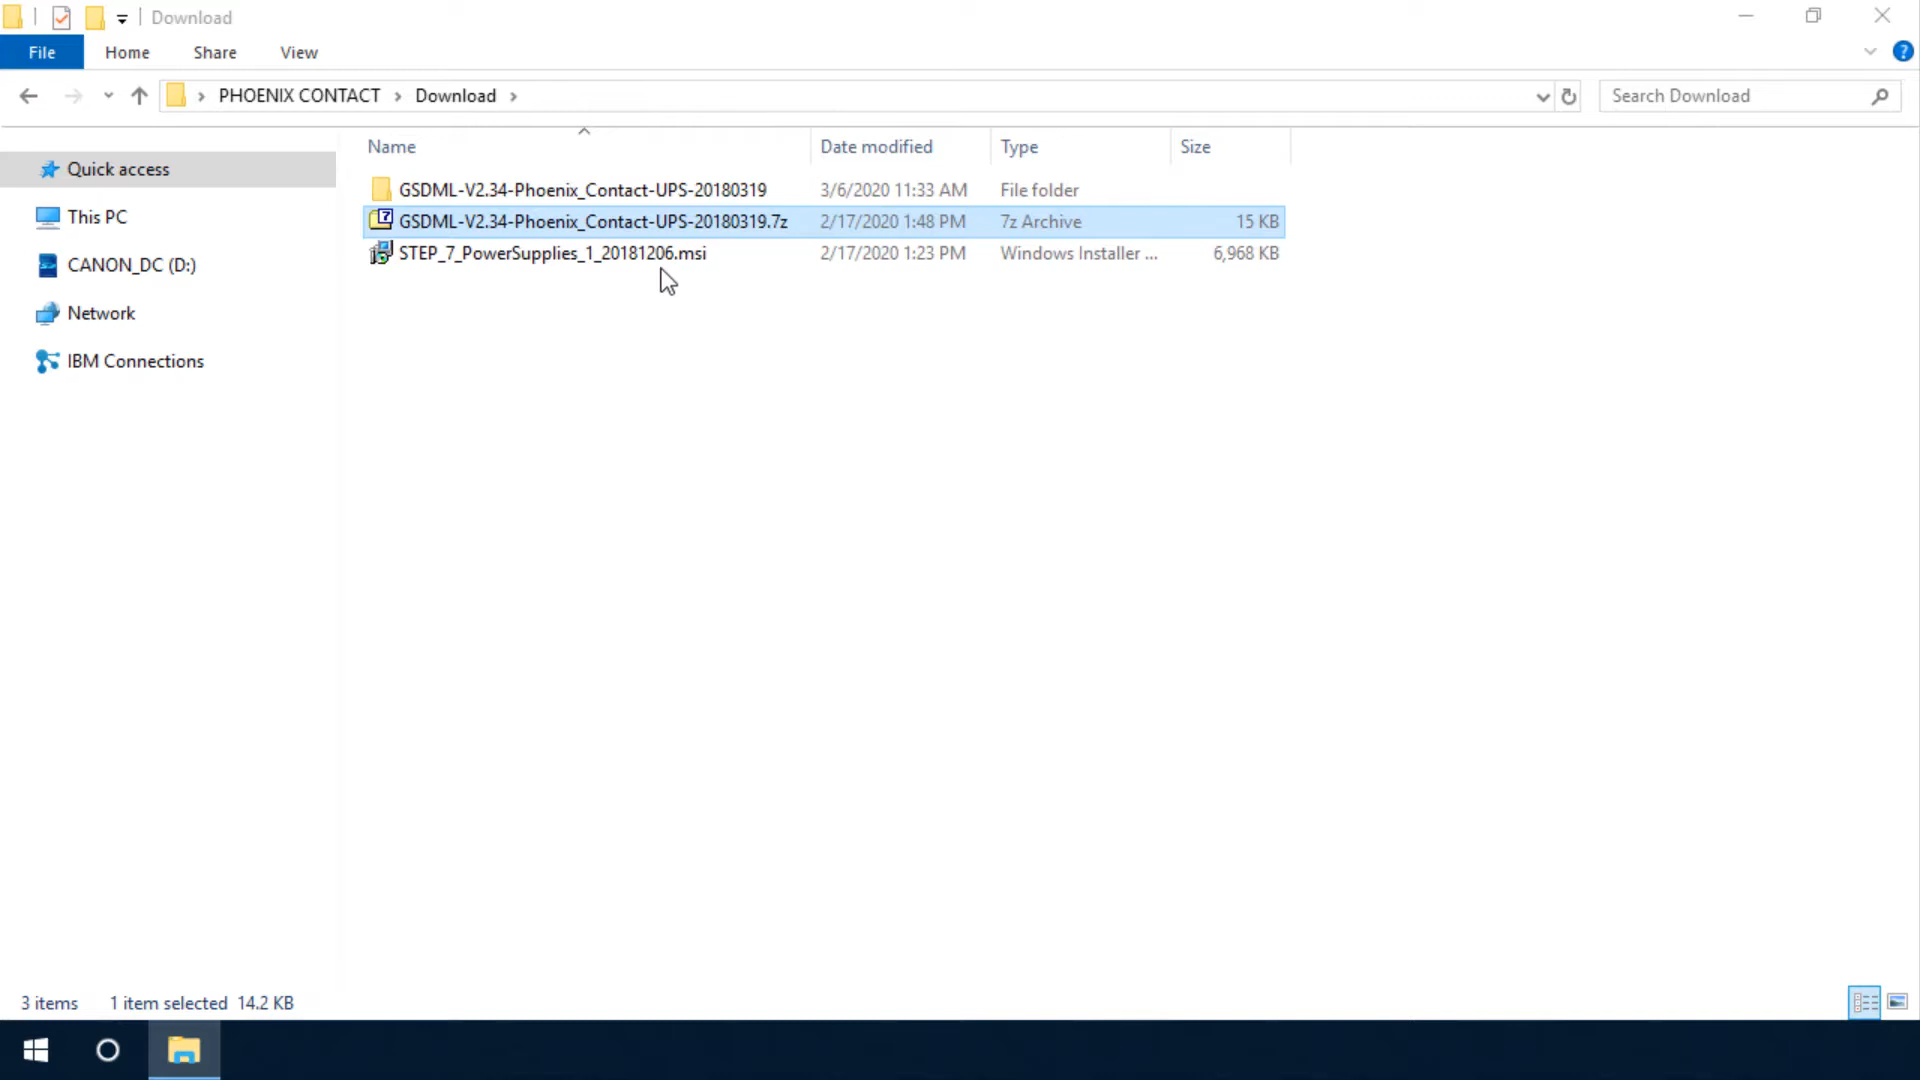 Download
File Home Share View
PHOENIX CONTACT Download Search Download
Name Date modified Type Size
Quick access
This PC
CANON_DC (D:)
Network
IBM Connections
GSDML-V2.34-Phoenix_Contact-UPS-20180319 3/6/2020 11:33 AM File folder
GSDML-V2.34-Phoenix_Contact-UPS-20180319.7z 2/17/2020 1:48 PM 7z Archive 15 KB
STEP_7_PowerSupplies_1_20181206.msi 2/17/2020 1:23 PM Windows Installer ... 6,968 KB
3 items 1 item selected 14.2 KB